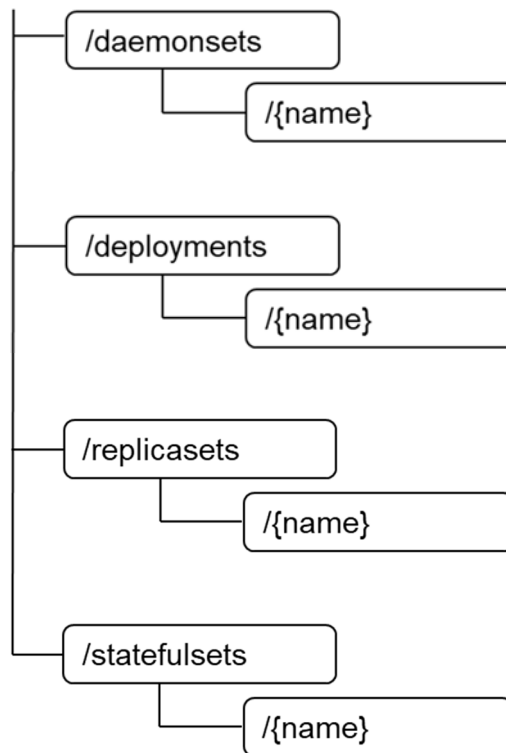 /daemonsets
/{name}
/deployments
/{name}
/replicasets
/{name}
/statefulsets
/{name}